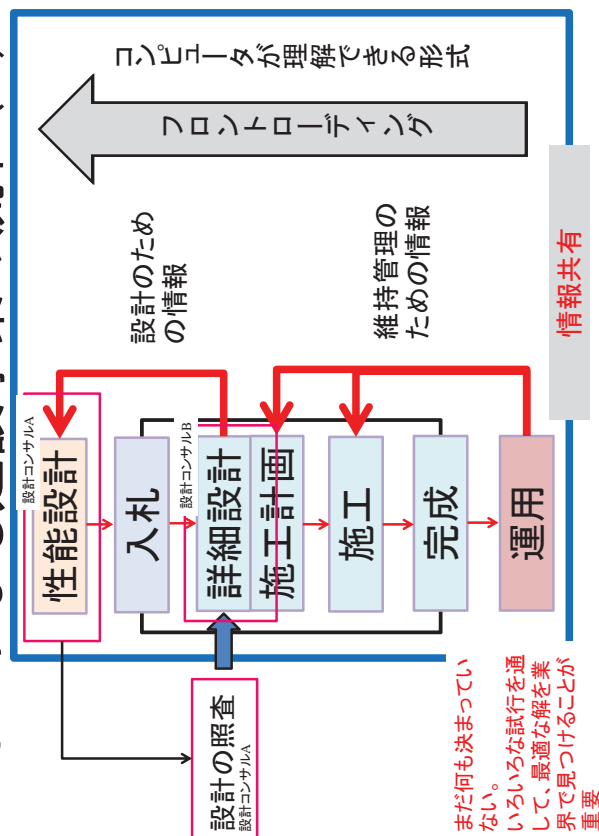 設計コンサルA
性能設計
入札
設計コンサルB
詳細設計
施工計画
施工
完成
運用
設計の照査
設計コンサルA
設計のため
の情報
維持管理の
ための情報
フロントローディング
コンピュータが理解できる形式
情報共有
まだ何も決まってい
ない。
いろいろな試行を通
して、最適な解を業
界で見つけることが
重要